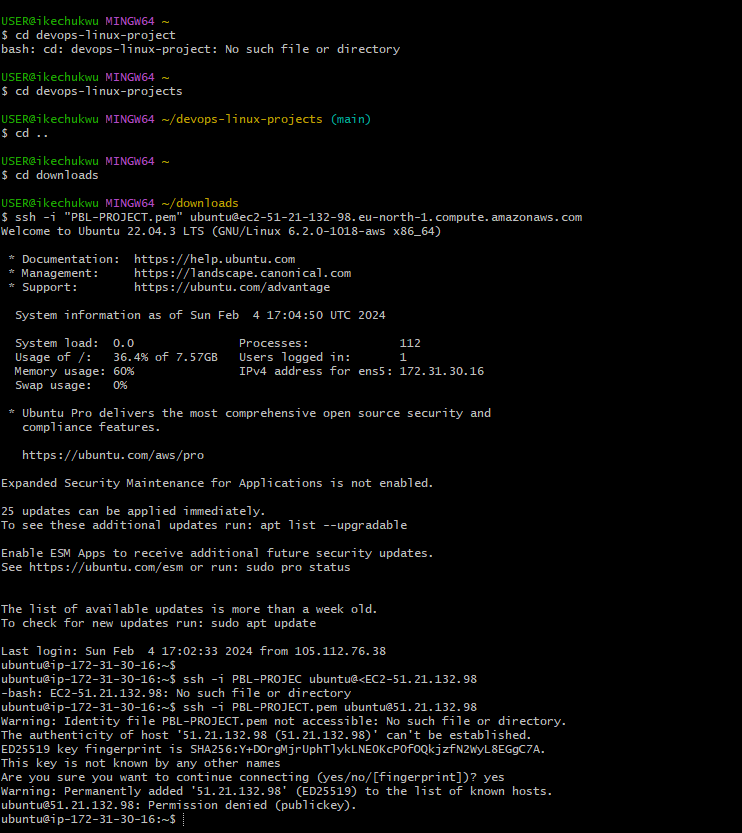 USER@ikechukwu MINGW64 ~
$ cd devops-linux-project
bash: cd: devops-linux-project: No such file or directory
USER@ikechukwu MINGW64 ~
$ cd devops-linux-projects
USER@ikechukwu MINGW64 ~/devops-linux-projects (main)
$ cd ..
USER@ikechukwu MINGW64 ~
$ cd downloads
USER@ikechukwu MINGW64 ~/downloads
$ ssh -i "PBL-PROJECT.pem" ubuntu@ec2-51-21-132-98.eu-north-1.compute.amazonaws.com
Welcome to Ubuntu 22.04.3 LTS (GNU/Linux 6.2.0-1018-aws x86_64)
* Documentation:  https://help.ubuntu.com
* Management:     https://landscape.canonical.com
* Support:        https://ubuntu.com/advantage
System information as of Sun Feb  4 17:04:50 UTC 2024
System load:  0.0                Processes:             112
Usage of /:   36.4% of 7.57GB   Users logged in:       1
Memory usage: 60%                IPv4 address for ens5: 172.31.30.16
Swap usage:   0%
* Ubuntu Pro delivers the most comprehensive open source security and
compliance features.
https://ubuntu.com/aws/pro
Expanded Security Maintenance for Applications is not enabled.
25 updates can be applied immediately.
To see these additional updates run: apt list --upgradable
Enable ESM Apps to receive additional future security updates.
See https://ubuntu.com/esm or run: sudo pro status
The list of available updates is more than a week old.
To check for new updates run: sudo apt update
Last login: Sun Feb  4 17:02:33 2024 from 105.112.76.38
ubuntu@ip-172-31-30-16:~$
ubuntu@ip-172-31-30-16:~$ ssh -i PBL-PROJEC ubuntu@<EC2-51.21.132.98
-bash: EC2-51.21.132.98: No such file or directory
ubuntu@ip-172-31-30-16:~$ ssh -i PBL-PROJECT.pem ubuntu@51.21.132.98
Warning: Identity file PBL-PROJECT.pem not accessible: No such file or directory.
The authenticity of host '51.21.132.98 (51.21.132.98)' can't be established.
ED25519 key fingerprint is SHA256:Y+DOrgMjrUphTlykLNEOKcPOfOQkjzfN2WyL8EGgC7A.
This key is not known by any other names
Are you sure you want to continue connecting (yes/no/[fingerprint])? yes
Warning: Permanently added '51.21.132.98' (ED25519) to the list of known hosts.
ubuntu@51.21.132.98: Permission denied (publickey).
ubuntu@ip-172-31-30-16:~$